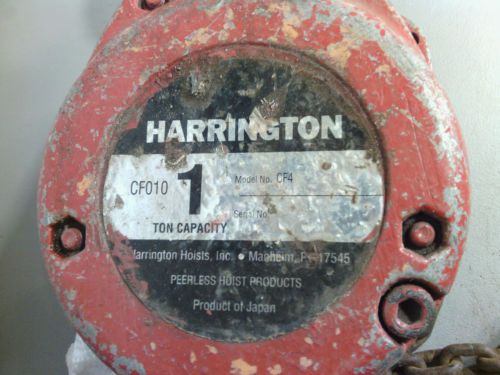 HARRINGTON
CF010 1 Model No. CF4
Serial No.
TON CAPACITY
Harrington Hoists, Inc. • Manheim, PA 17545
PEERLESS HOIST PRODUCTS
Product of Japan